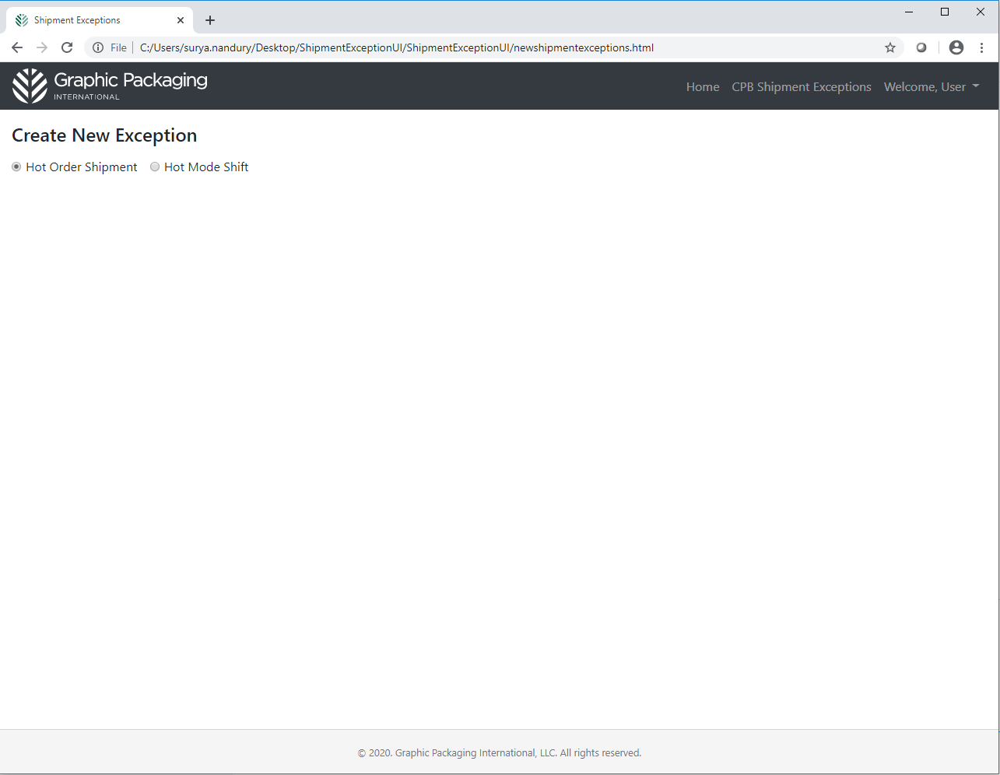 Shipment Exceptions
File
C:/Users/surya.nandury/Desktop/ShipmentExceptionUI/ShipmentExceptionUI/newshipmentexceptions.html
Graphic Packaging
INTERNATIONAL
Home CPB Shipment Exceptions Welcome, User
Create New Exception
Hot Order Shipment Hot Mode Shift
© 2020. Graphic Packaging International, LLC. All rights reserved.